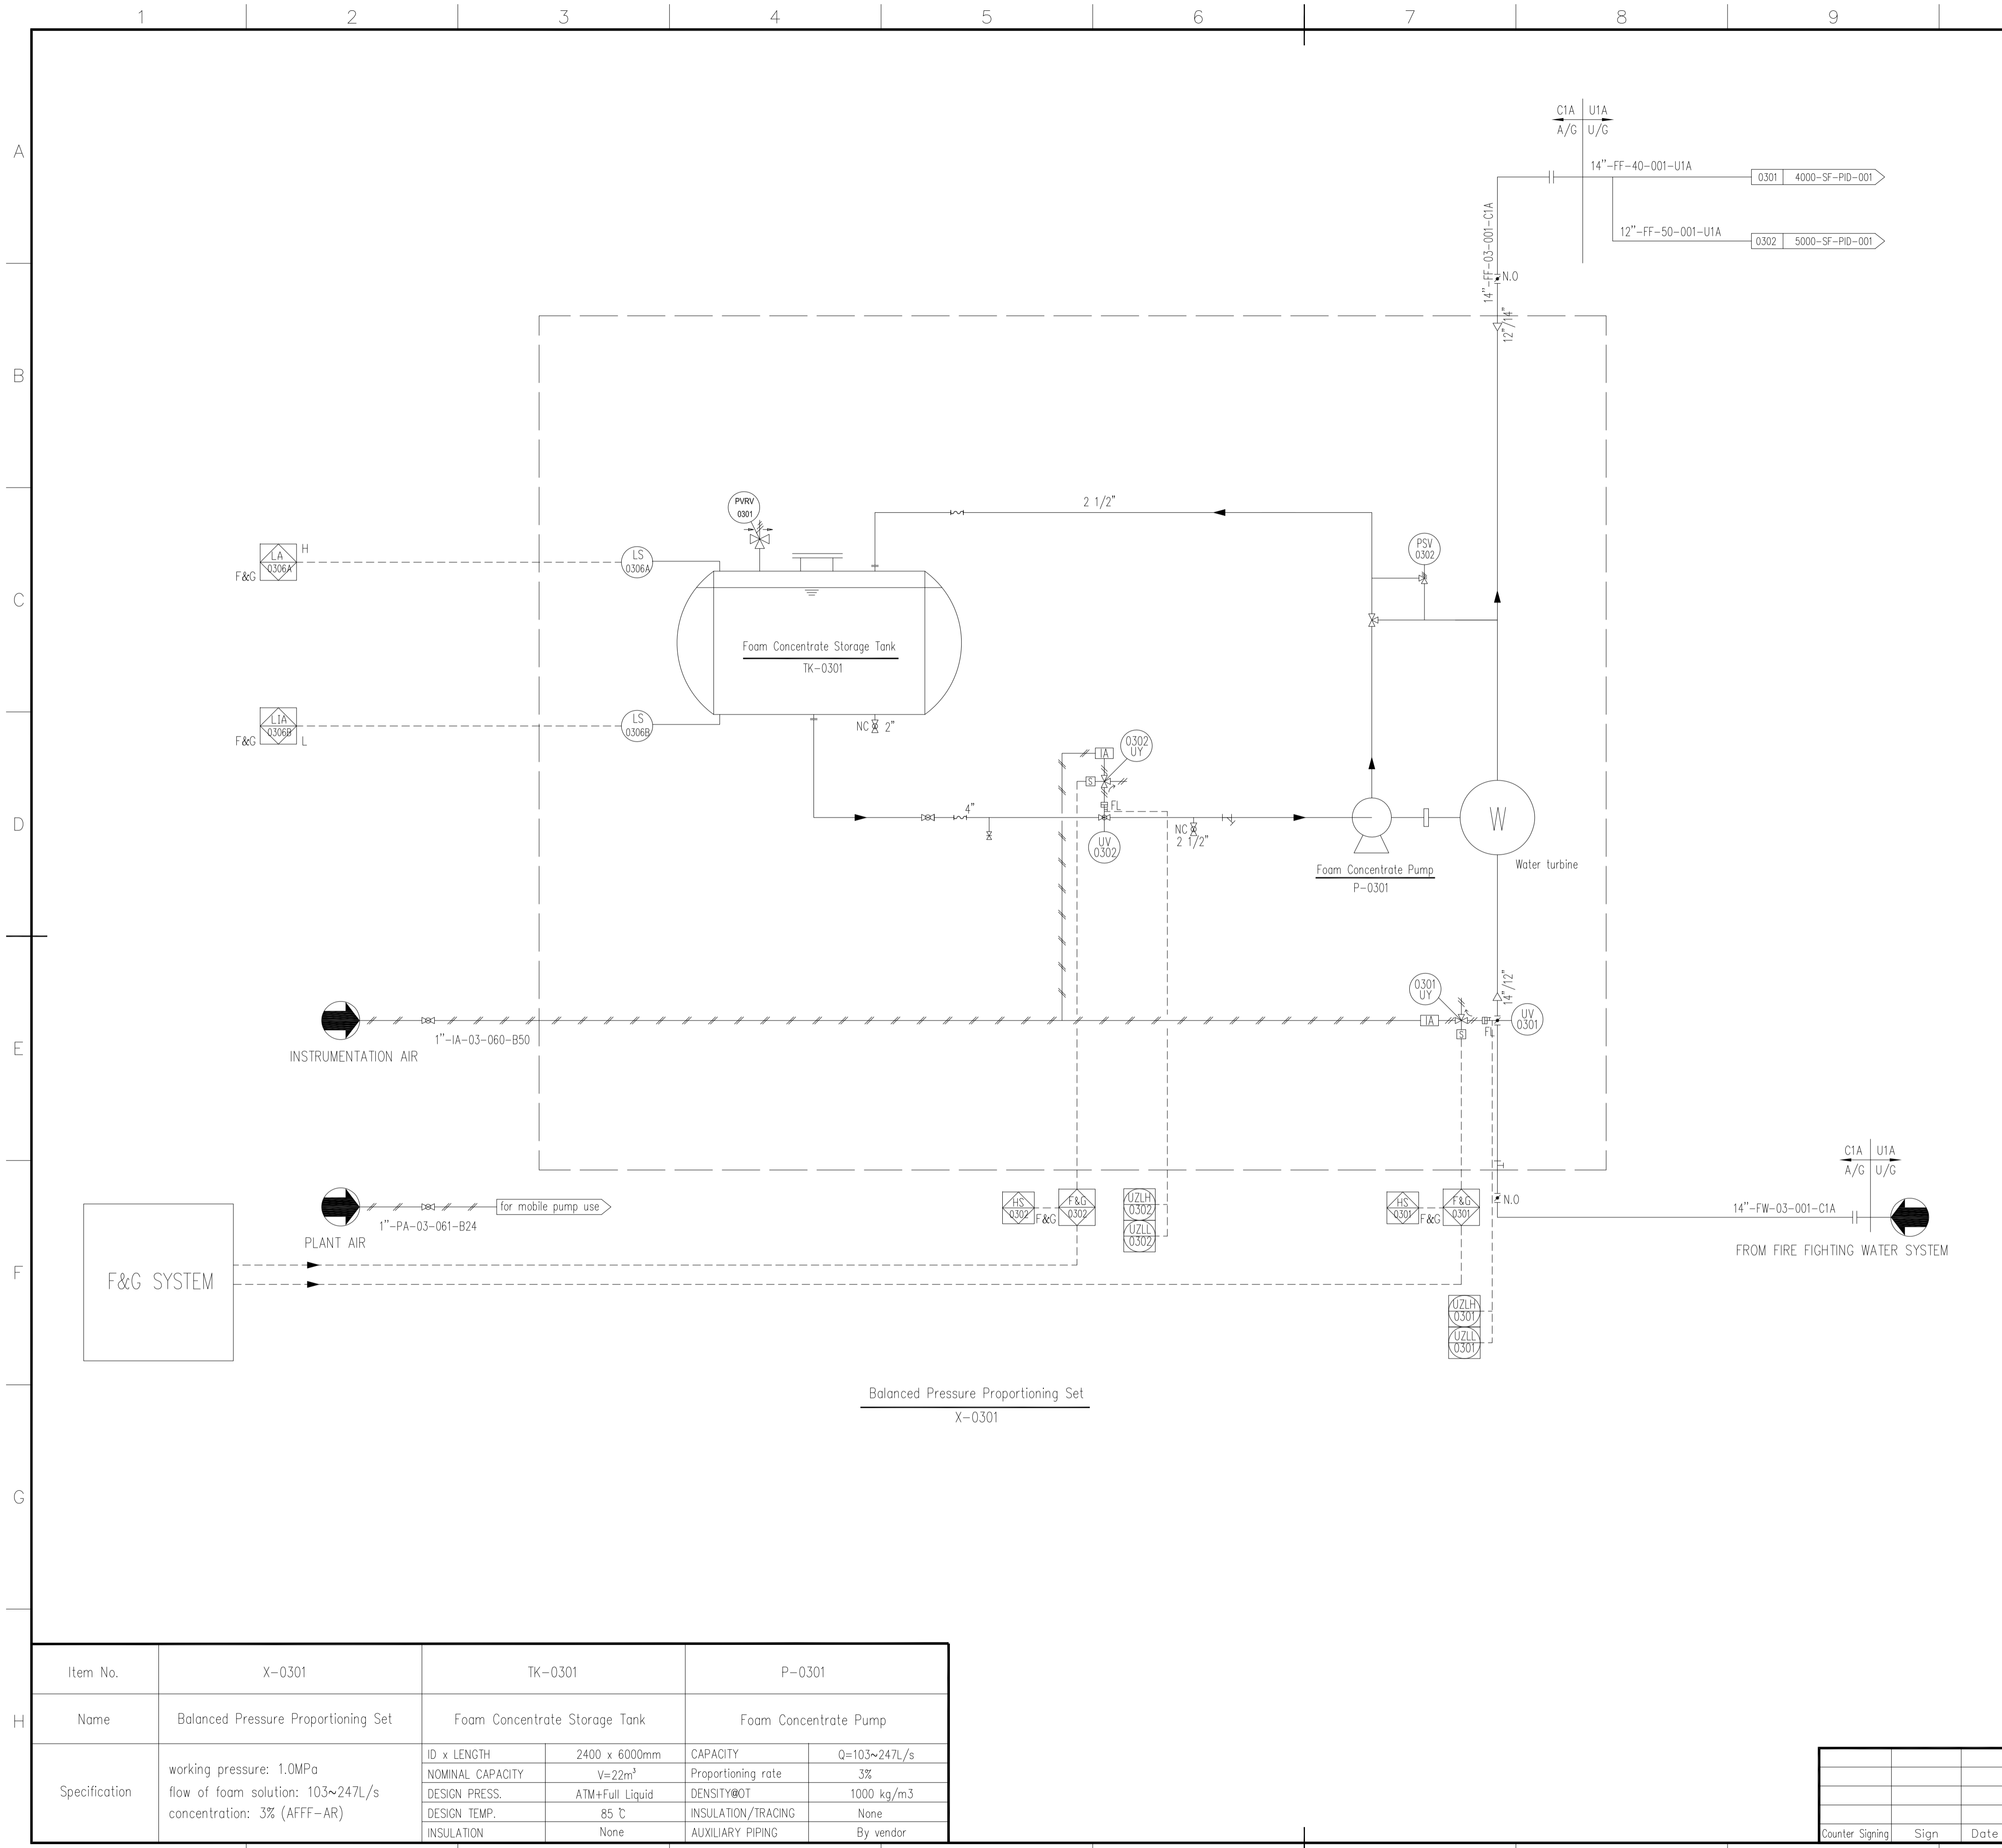 1 2 3 4 5 6 7 8 9
A
B
C
D
E
F
G
H
C1A U1A
A/G U/G
14"-FF-40-001-U1A
0301 4000-SF-PID-001
12"-FF-50-001-U1A
0302 5000-SF-PID-001
14"-FF-03-001-C1A
N.O
12"/14"
PVRV
0301
2 1/2"
LA
0306A
H
F&G
LS
0306A
PSV
0302
Foam Concentrate Storage Tank
TK-0301
LIA
0306B
L
F&G
LS
0306B
NC 2"
IA
0302
UY
S
FL
4"
UV
0302
NC
2 1/2"
W
Water turbine
Foam Concentrate Pump
P-0301
0301
UY
14"/12"
IA
S
FL
UV
0301
1"-IA-03-060-B50
INSTRUMENTATION AIR
C1A U1A
A/G U/G
for mobile pump use
1"-PA-03-061-B24
PLANT AIR
HS
0302
F&G
F&G
0302
UZLH
0302
UZLL
0302
HS
0301
F&G
F&G
0301
N.O
14"-FW-03-001-C1A
FROM FIRE FIGHTING WATER SYSTEM
F&G SYSTEM
UZLH
0301
UZLL
0301
Balanced Pressure Proportioning Set
X-0301
Item No. X-0301 TK-0301 P-0301
Name Balanced Pressure Proportioning Set Foam Concentrate Storage Tank Foam Concentrate Pump
Specification
working pressure: 1.0MPa
flow of foam solution: 103~247L/s
concentration: 3% (AFFF-AR)
ID x LENGTH 2400 x 6000mm CAPACITY Q=103~247L/s
NOMINAL CAPACITY V=22m³ Proportioning rate 3%
DESIGN PRESS. ATM+Full Liquid DENSITY@OT 1000 kg/m3
DESIGN TEMP. 85 ℃ INSULATION/TRACING None
INSULATION None AUXILIARY PIPING By vendor
Counter Signing Sign Date